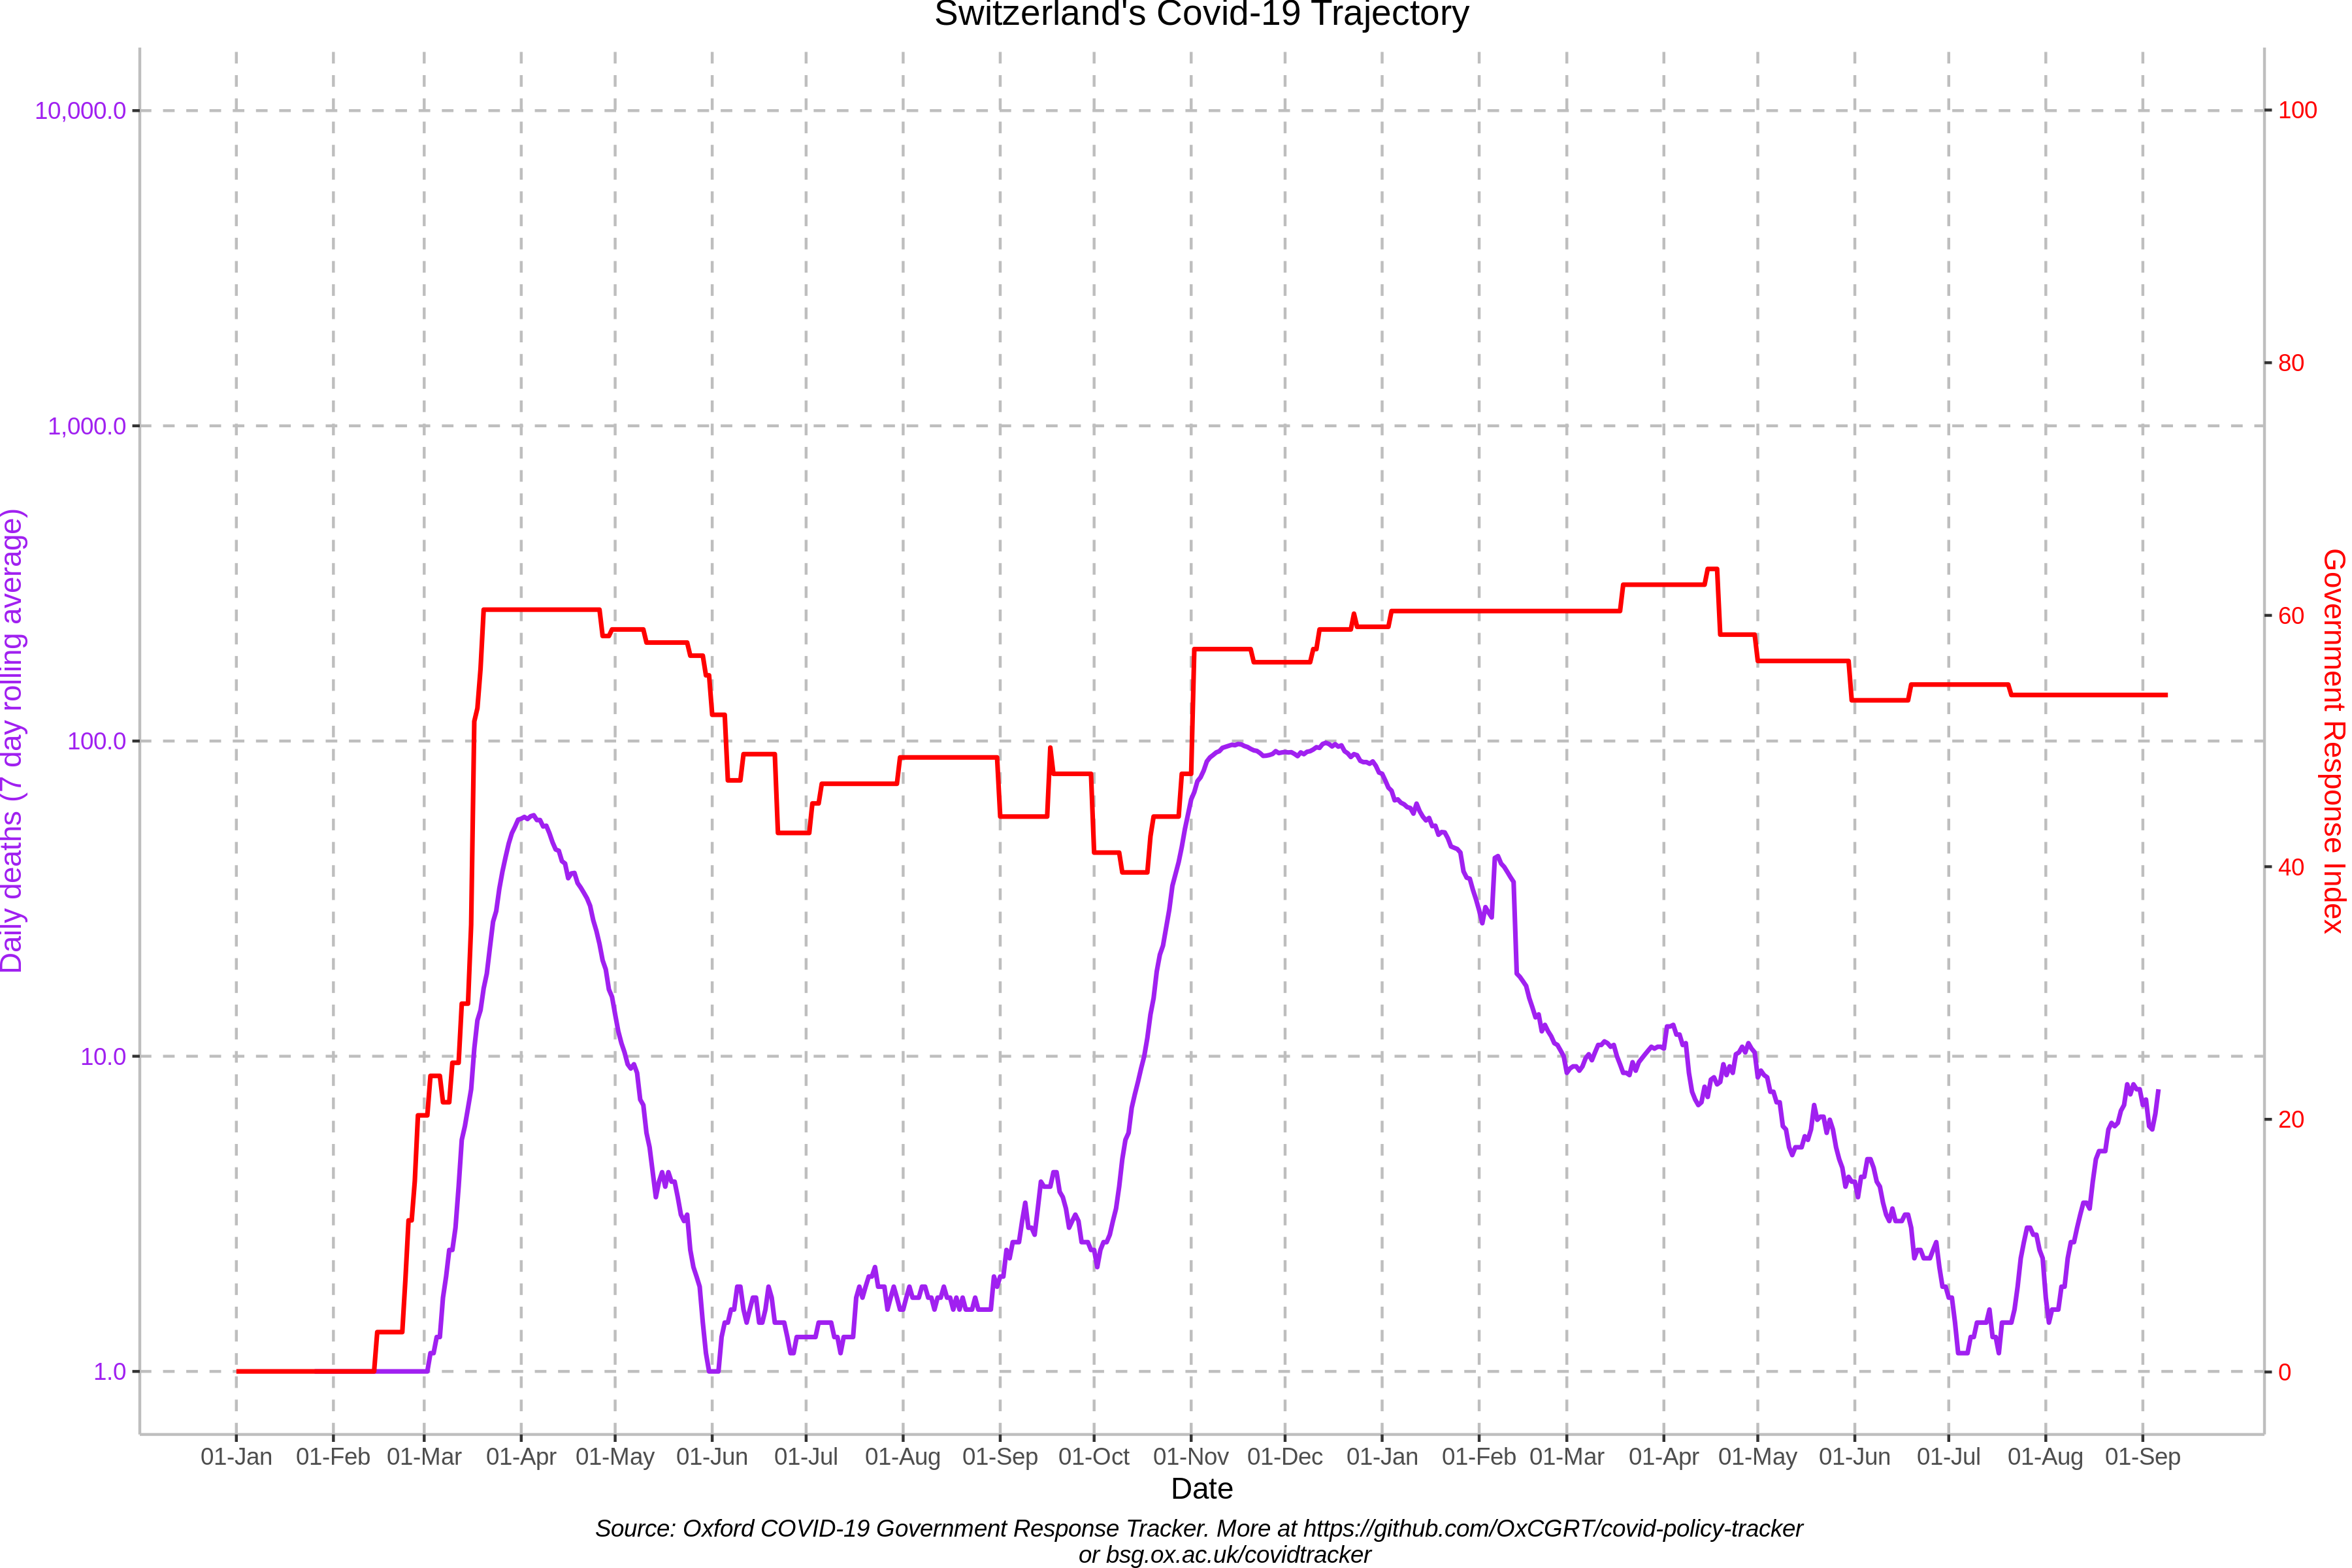 Switzerland's Covid-19 Trajectory
10,000.0
1,000.0
100.0
10.0
1.0
Daily deaths (7 day rolling average)
100
80
60
40
20
0
Government Response Index
01-Jan 01-Feb 01-Mar 01-Apr 01-May 01-Jun 01-Jul 01-Aug 01-Sep 01-Oct 01-Nov 01-Dec 01-Jan 01-Feb 01-Mar 01-Apr 01-May 01-Jun 01-Jul 01-Aug 01-Sep
Date
Source: Oxford COVID-19 Government Response Tracker. More at https://github.com/OxCGRT/covid-policy-tracker
or bsg.ox.ac.uk/covidtracker